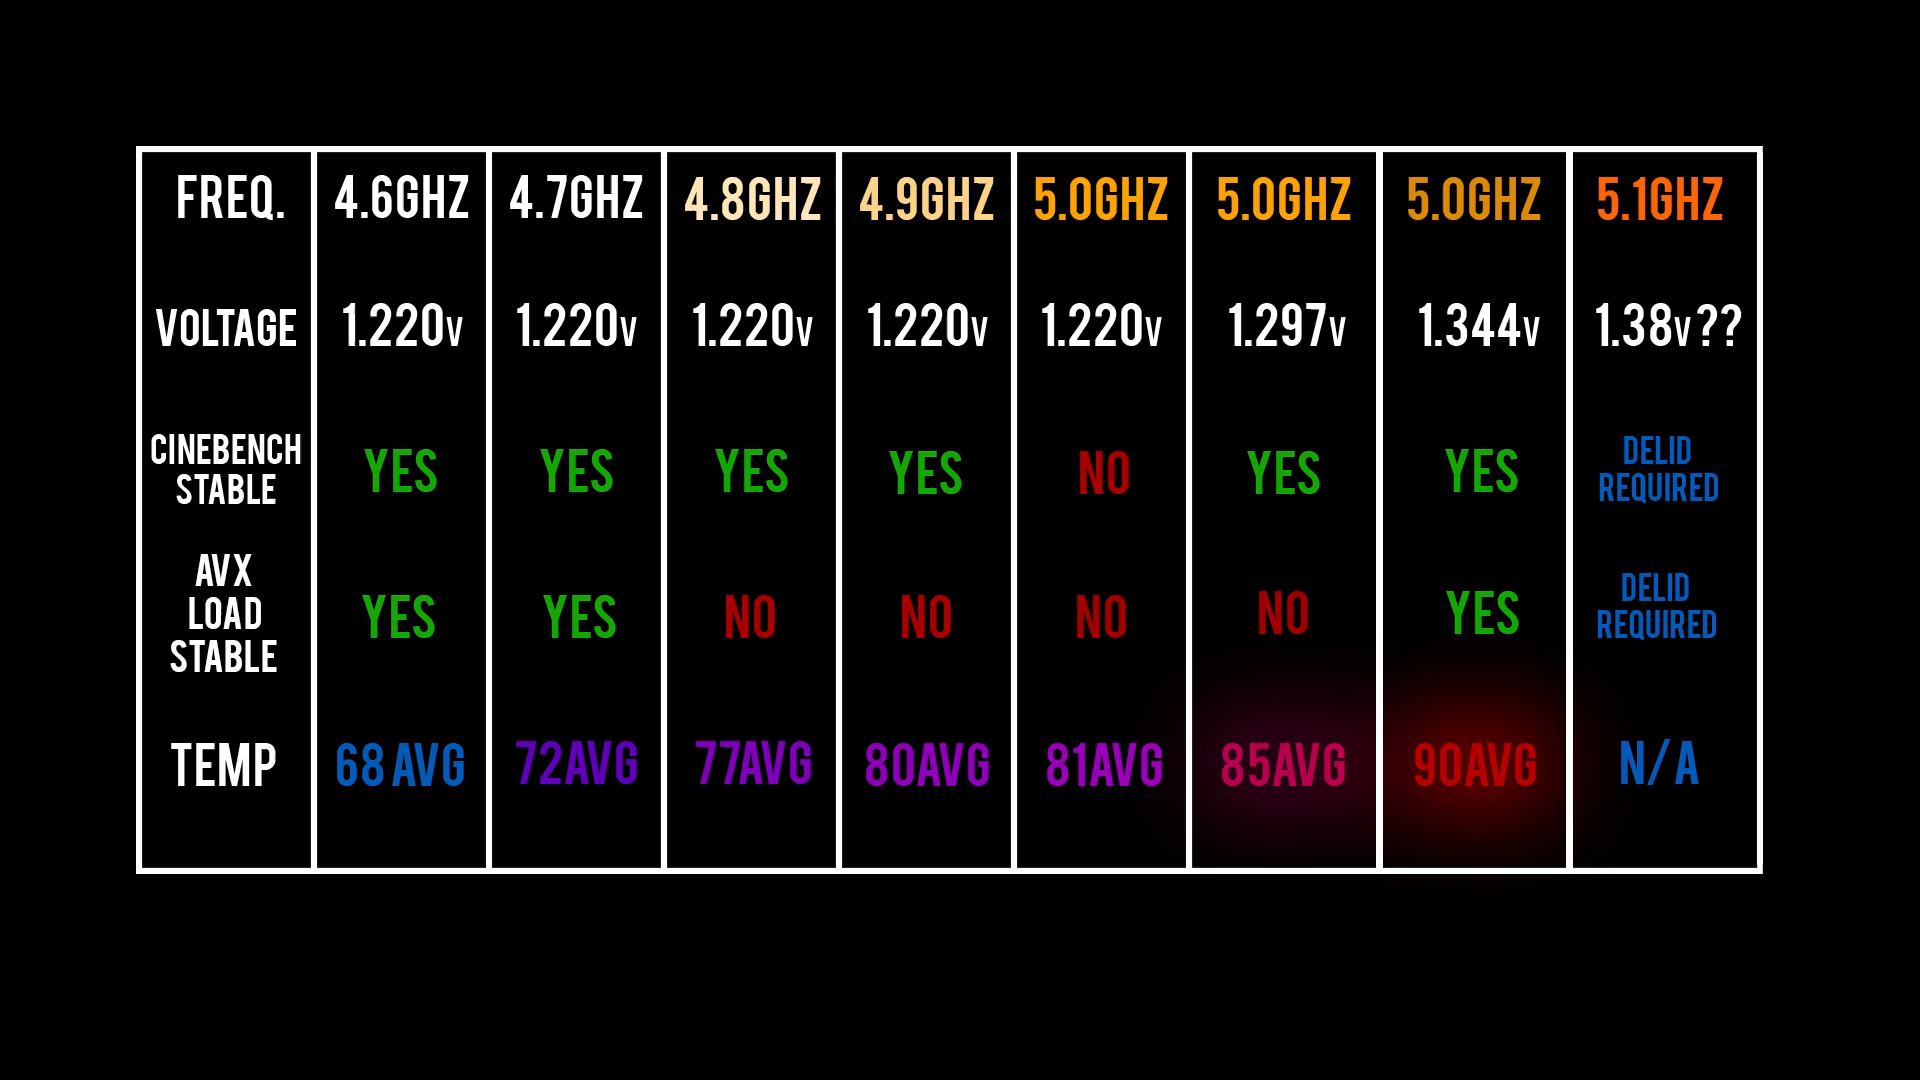 FREQ. 4.6GHZ 4.7GHZ 4.8GHZ 4.9GHZ 5.0GHZ 5.0GHZ 5.0GHZ 5.1GHZ
VOLTAGE 1.220V 1.220V 1.220V 1.220V 1.220V 1.297V 1.344V 1.38V??
CINEBENCH
STABLE YES YES YES YES NO YES YES DELID
REQUIRED
AVX
LOAD
STABLE YES YES NO NO NO NO YES DELID
REQUIRED
TEMP 68 AVG 72AVG 77AVG 80AVG 81AVG 85AVG 90AVG N/A